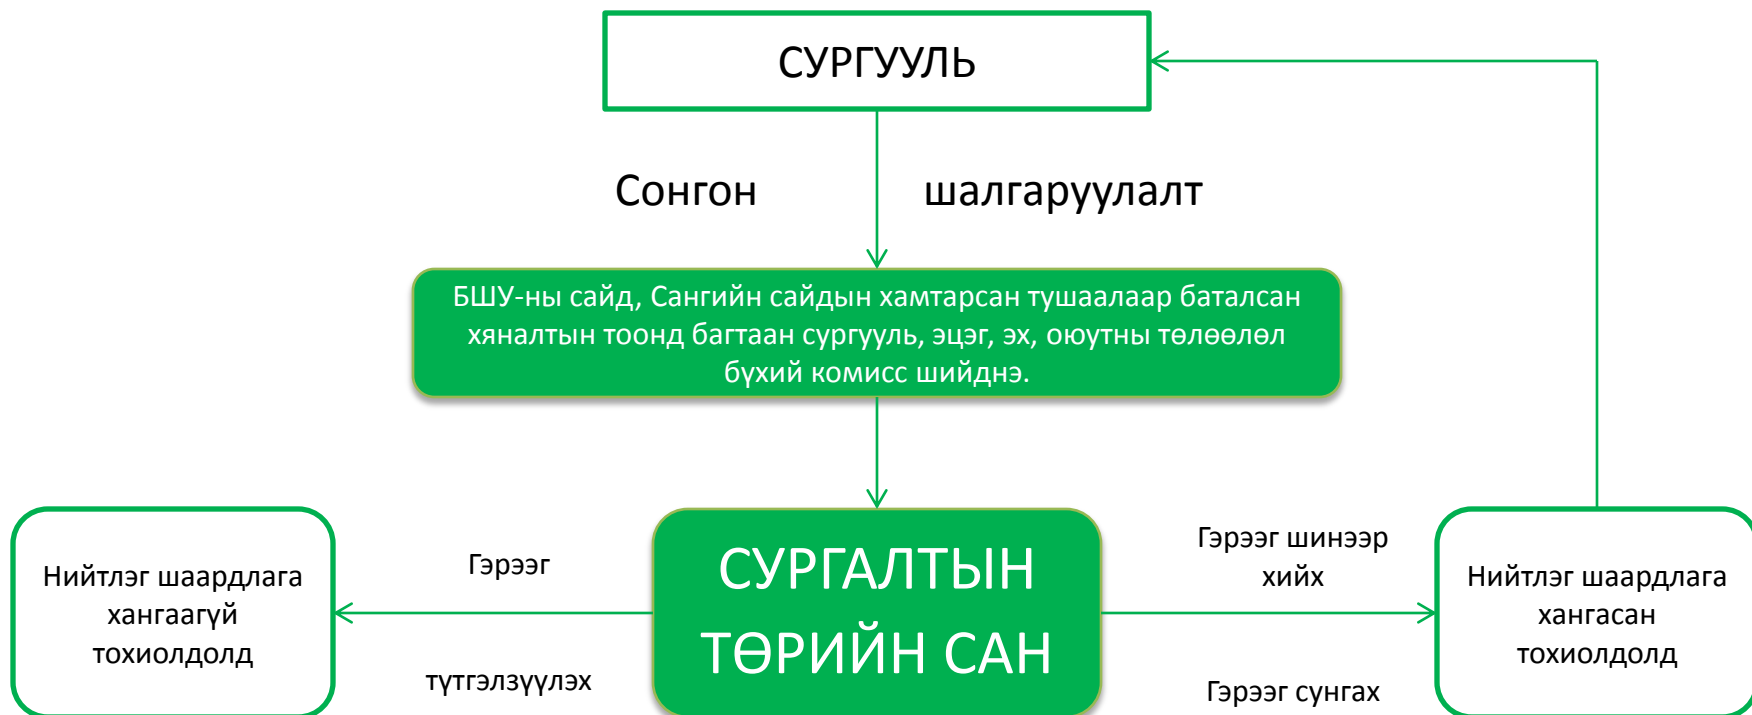 СУРГУУЛЬ
Сонгон шалгаруулалт
БШУ-ны сайд, Сангийн сайдын хамтарсан тушаалаар баталсан
хяналтын тоонд багтаан сургууль, эцэг, эх, оюутны төлөөлөл
бүхий комисс шийднэ.
Нийтлэг шаардлага
хангаагүй
тохиолдолд
Гэрээг
түтгэлзүүлэх
СУРГАЛТЫН
ТӨРИЙН САН
Гэрээг шинээр
хийх
Гэрээг сунгах
Нийтлэг шаардлага
хангасан
тохиолдолд